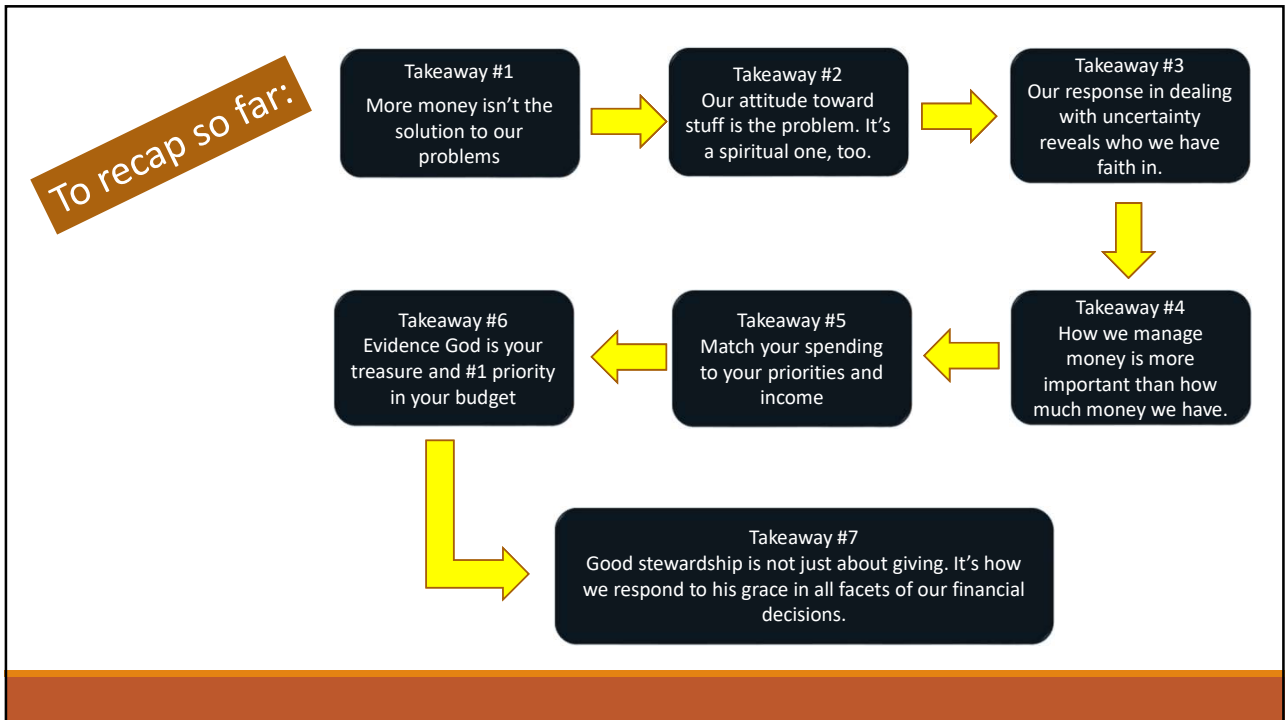 To recap so far:
Takeaway #1
More money isn’t the
solution to our
problems
Takeaway #2
Our attitude toward
stuff is the problem. It’s
a spiritual one, too.
Takeaway #3
Our response in dealing
with uncertainty
reveals who we have
faith in.
Takeaway #4
How we manage
money is more
important than how
much money we have.
Takeaway #5
Match your spending
to your priorities and
income
Takeaway #6
Evidence God is your
treasure and #1 priority
in your budget
Takeaway #7
Good stewardship is not just about giving. It’s how
we respond to his grace in all facets of our financial
decisions.